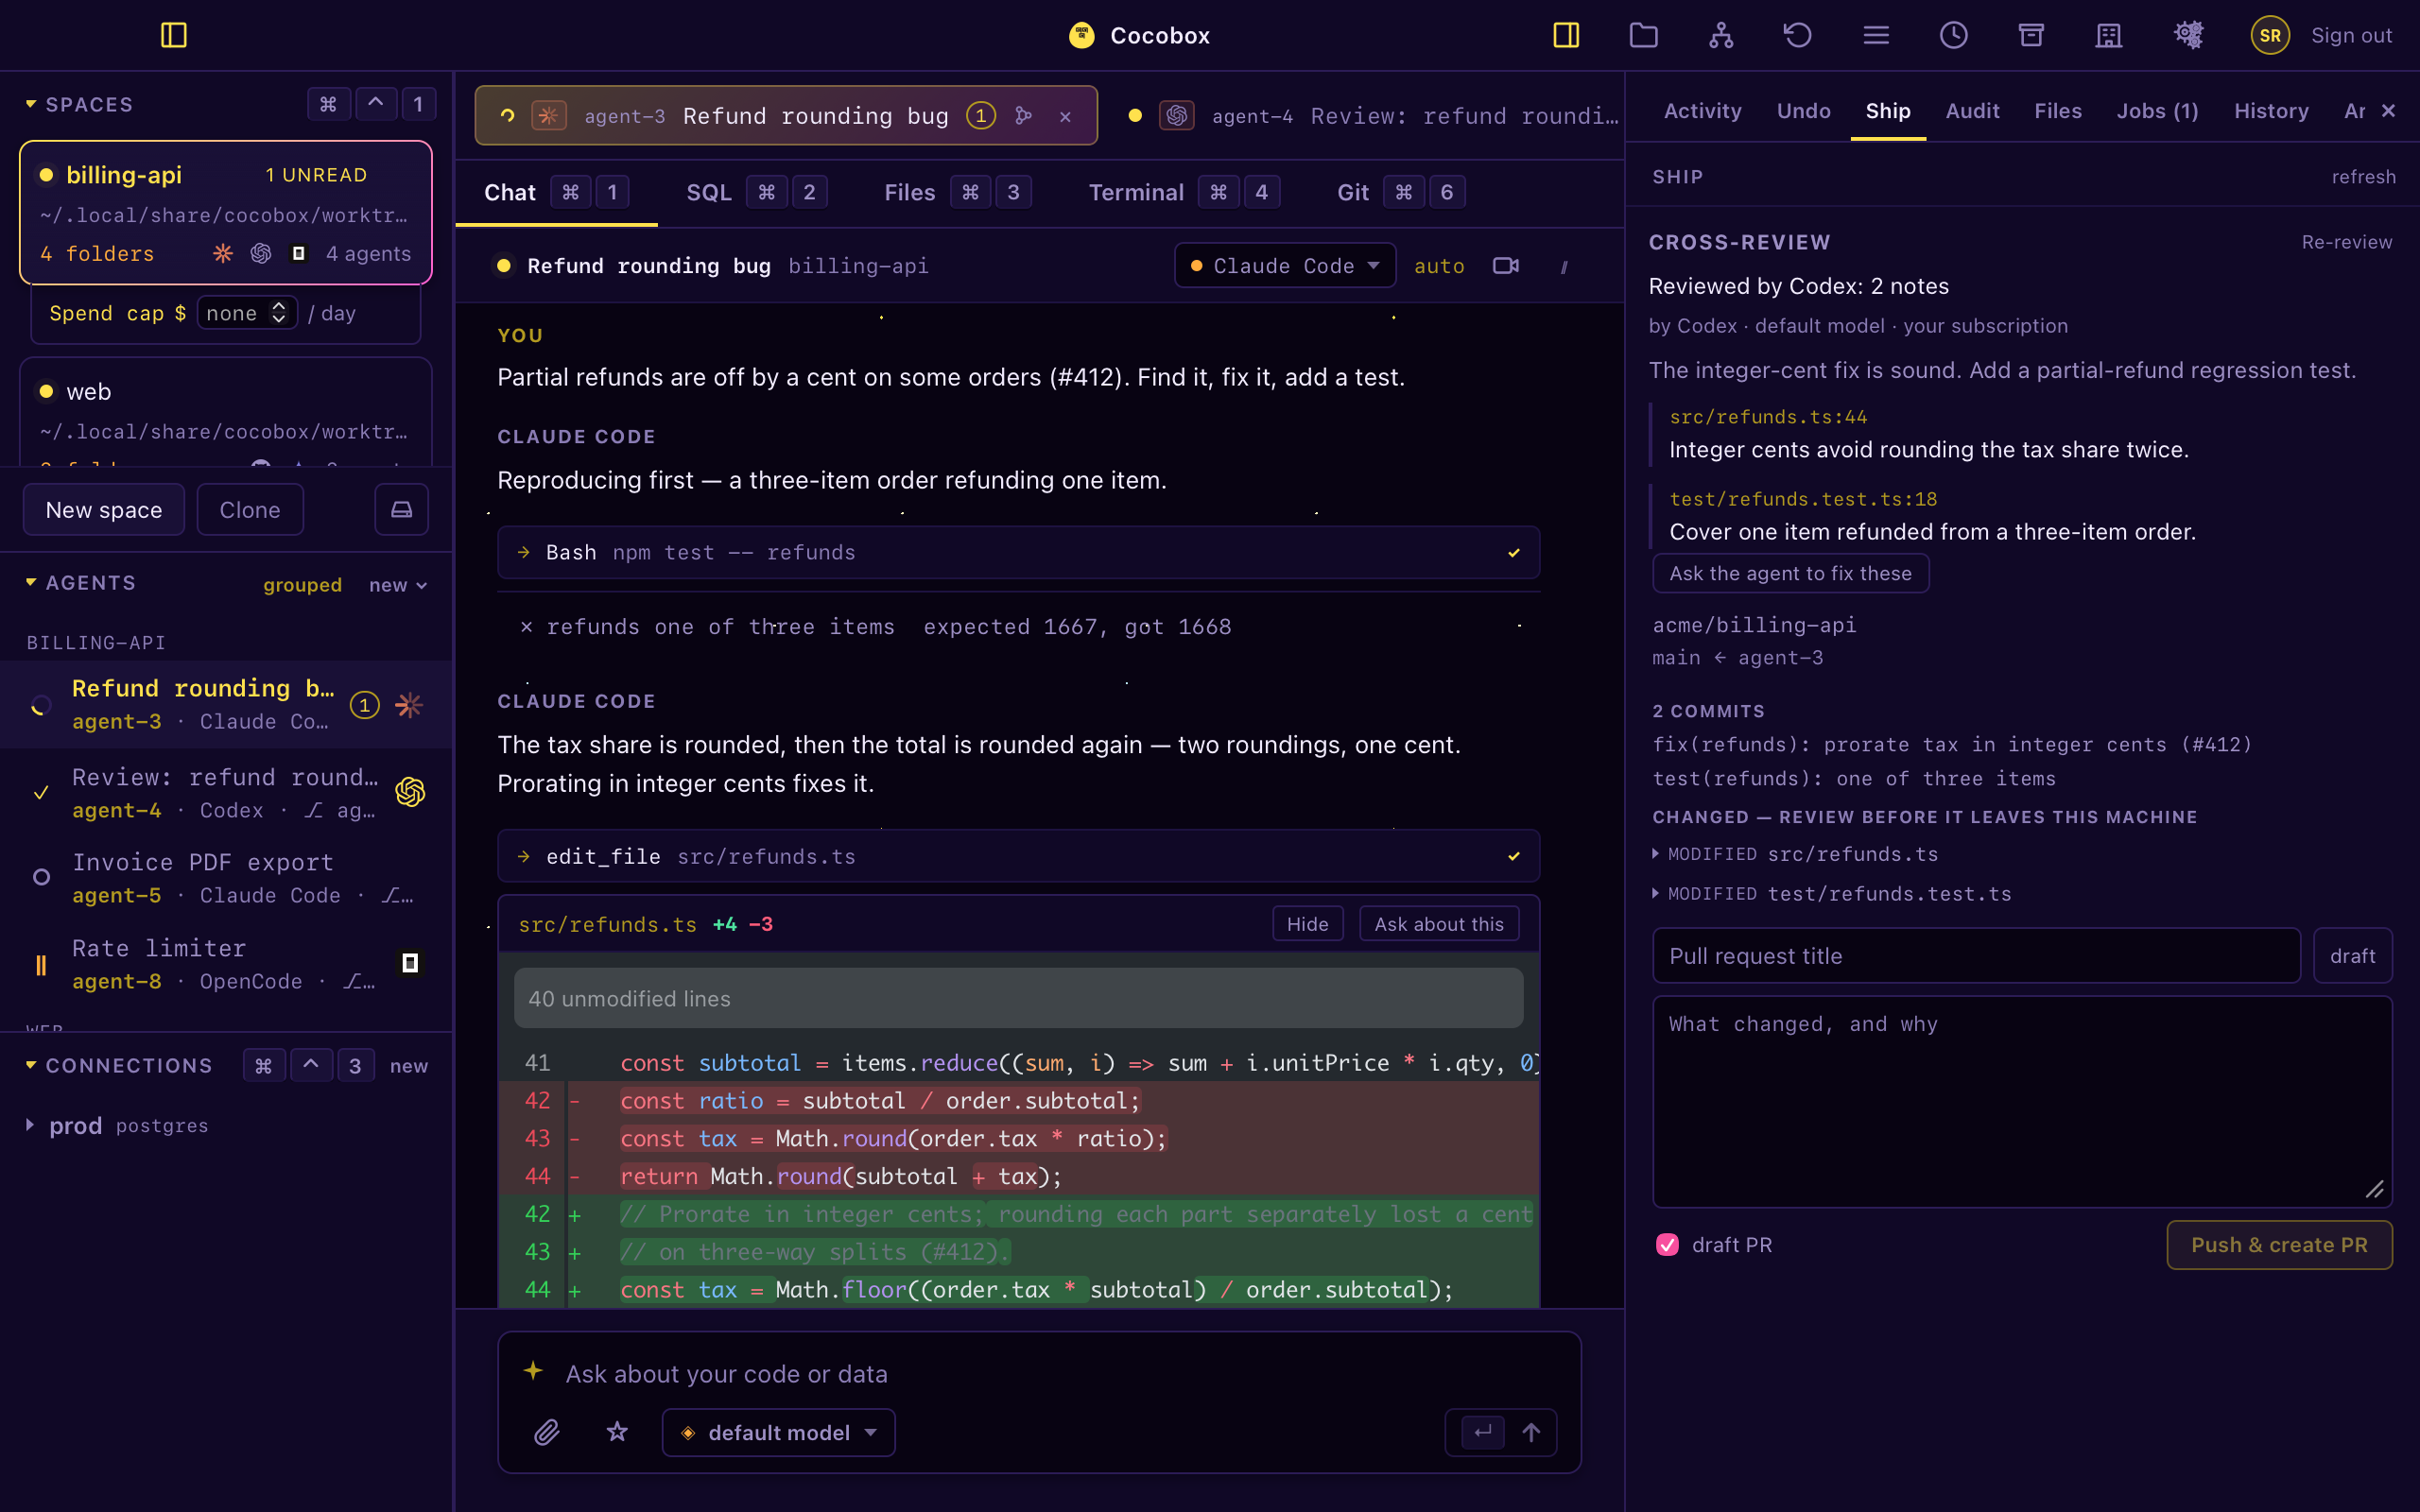 Cocobox
SR Sign out
SPACES ⌘ ^ 1
billing-api 1 UNREAD
~/.local/share/cocobox/worktr…
4 folders 4 agents
Spend cap $ none / day
web
~/.local/share/cocobox/worktr…
New space Clone
AGENTS grouped new
BILLING-API
Refund rounding b… 1
agent-3 · Claude Co…
Review: refund round…
agent-4 · Codex · ⌥ ag…
Invoice PDF export
agent-5 · Claude Code · ⌥…
Rate limiter
agent-8 · OpenCode · ⌥…
WEB
CONNECTIONS ⌘ ^ 3 new
prod postgres
agent-3 Refund rounding bug 1 ×
agent-4 Review: refund roundi…
Chat ⌘ 1 SQL ⌘ 2 Files ⌘ 3 Terminal ⌘ 4 Git ⌘ 6
Refund rounding bug billing-api Claude Code auto
YOU
Partial refunds are off by a cent on some orders (#412). Find it, fix it, add a test.
CLAUDE CODE
Reproducing first — a three-item order refunding one item.
→ Bash npm test -- refunds ✓
× refunds one of three items expected 1667, got 1668
CLAUDE CODE
The tax share is rounded, then the total is rounded again — two roundings, one cent.
Prorating in integer cents fixes it.
→ edit_file src/refunds.ts ✓
src/refunds.ts +4 -3 Hide Ask about this
40 unmodified lines
41 const subtotal = items.reduce((sum, i) => sum + i.unitPrice * i.qty, 0)
42 - const ratio = subtotal / order.subtotal;
43 - const tax = Math.round(order.tax * ratio);
44 - return Math.round(subtotal + tax);
42 + // Prorate in integer cents; rounding each part separately lost a cent
43 + // on three-way splits (#412).
44 + const tax = Math.floor((order.tax * subtotal) / order.subtotal);
Ask about your code or data
default model
Activity Undo Ship Audit Files Jobs (1) History Ar ×
SHIP refresh
CROSS-REVIEW Re-review
Reviewed by Codex: 2 notes
by Codex · default model · your subscription
The integer-cent fix is sound. Add a partial-refund regression test.
src/refunds.ts:44
Integer cents avoid rounding the tax share twice.
test/refunds.test.ts:18
Cover one item refunded from a three-item order.
Ask the agent to fix these
acme/billing-api
main ← agent-3
2 COMMITS
fix(refunds): prorate tax in integer cents (#412)
test(refunds): one of three items
CHANGED — REVIEW BEFORE IT LEAVES THIS MACHINE
MODIFIED src/refunds.ts
MODIFIED test/refunds.test.ts
Pull request title draft
What changed, and why
draft PR Push & create PR